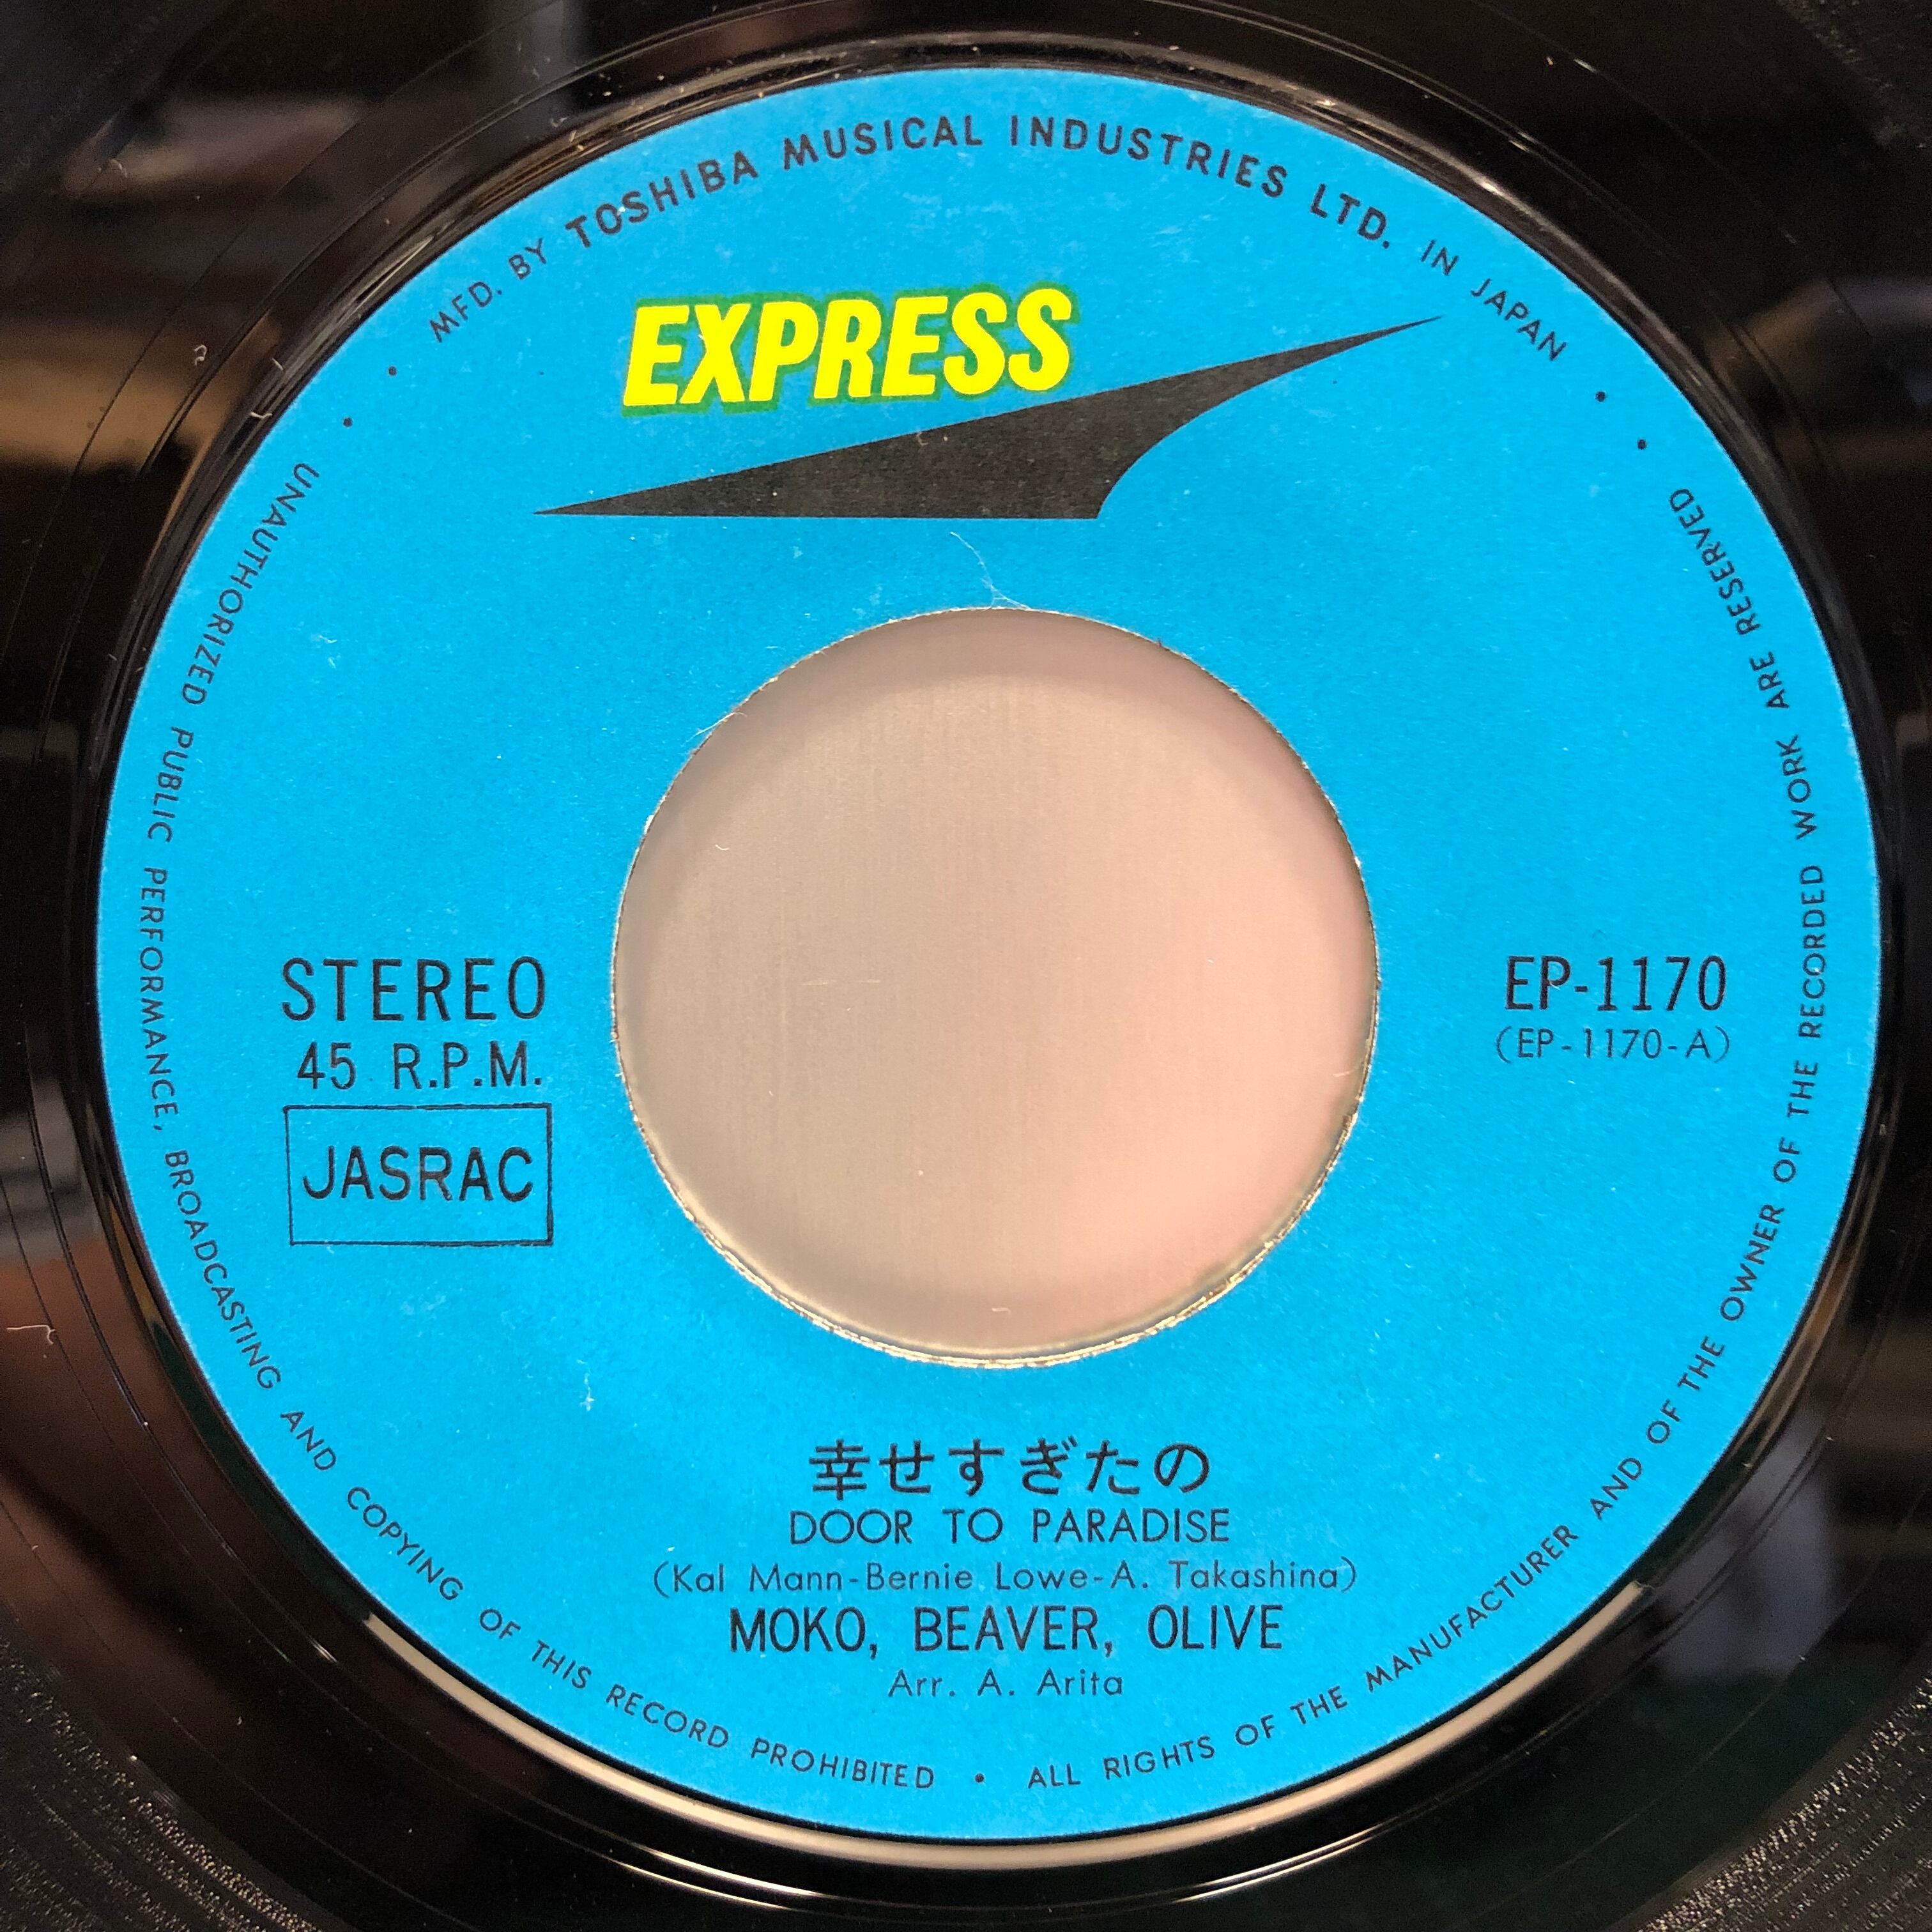 MFD. BY TOSHIBA MUSICAL INDUSTRIES LTD. IN JAPAN
EXPRESS
STEREO
45 R.P.M.
JASRAC
EP-1170
(EP-1170-A)
幸せすぎたの
DOOR TO PARADISE
(Kal Mann-Bernie Lowe-A. Takashina)
MOKO, BEAVER, OLIVE
Arr. A. Arita
UNAUTHORIZED PUBLIC PERFORMANCE, BROADCASTING AND COPYING OF THIS RECORD PROHIBITED • ALL RIGHTS OF THE MANUFACTURER AND OF THE OWNER OF THE RECORDED WORK ARE RESERVED